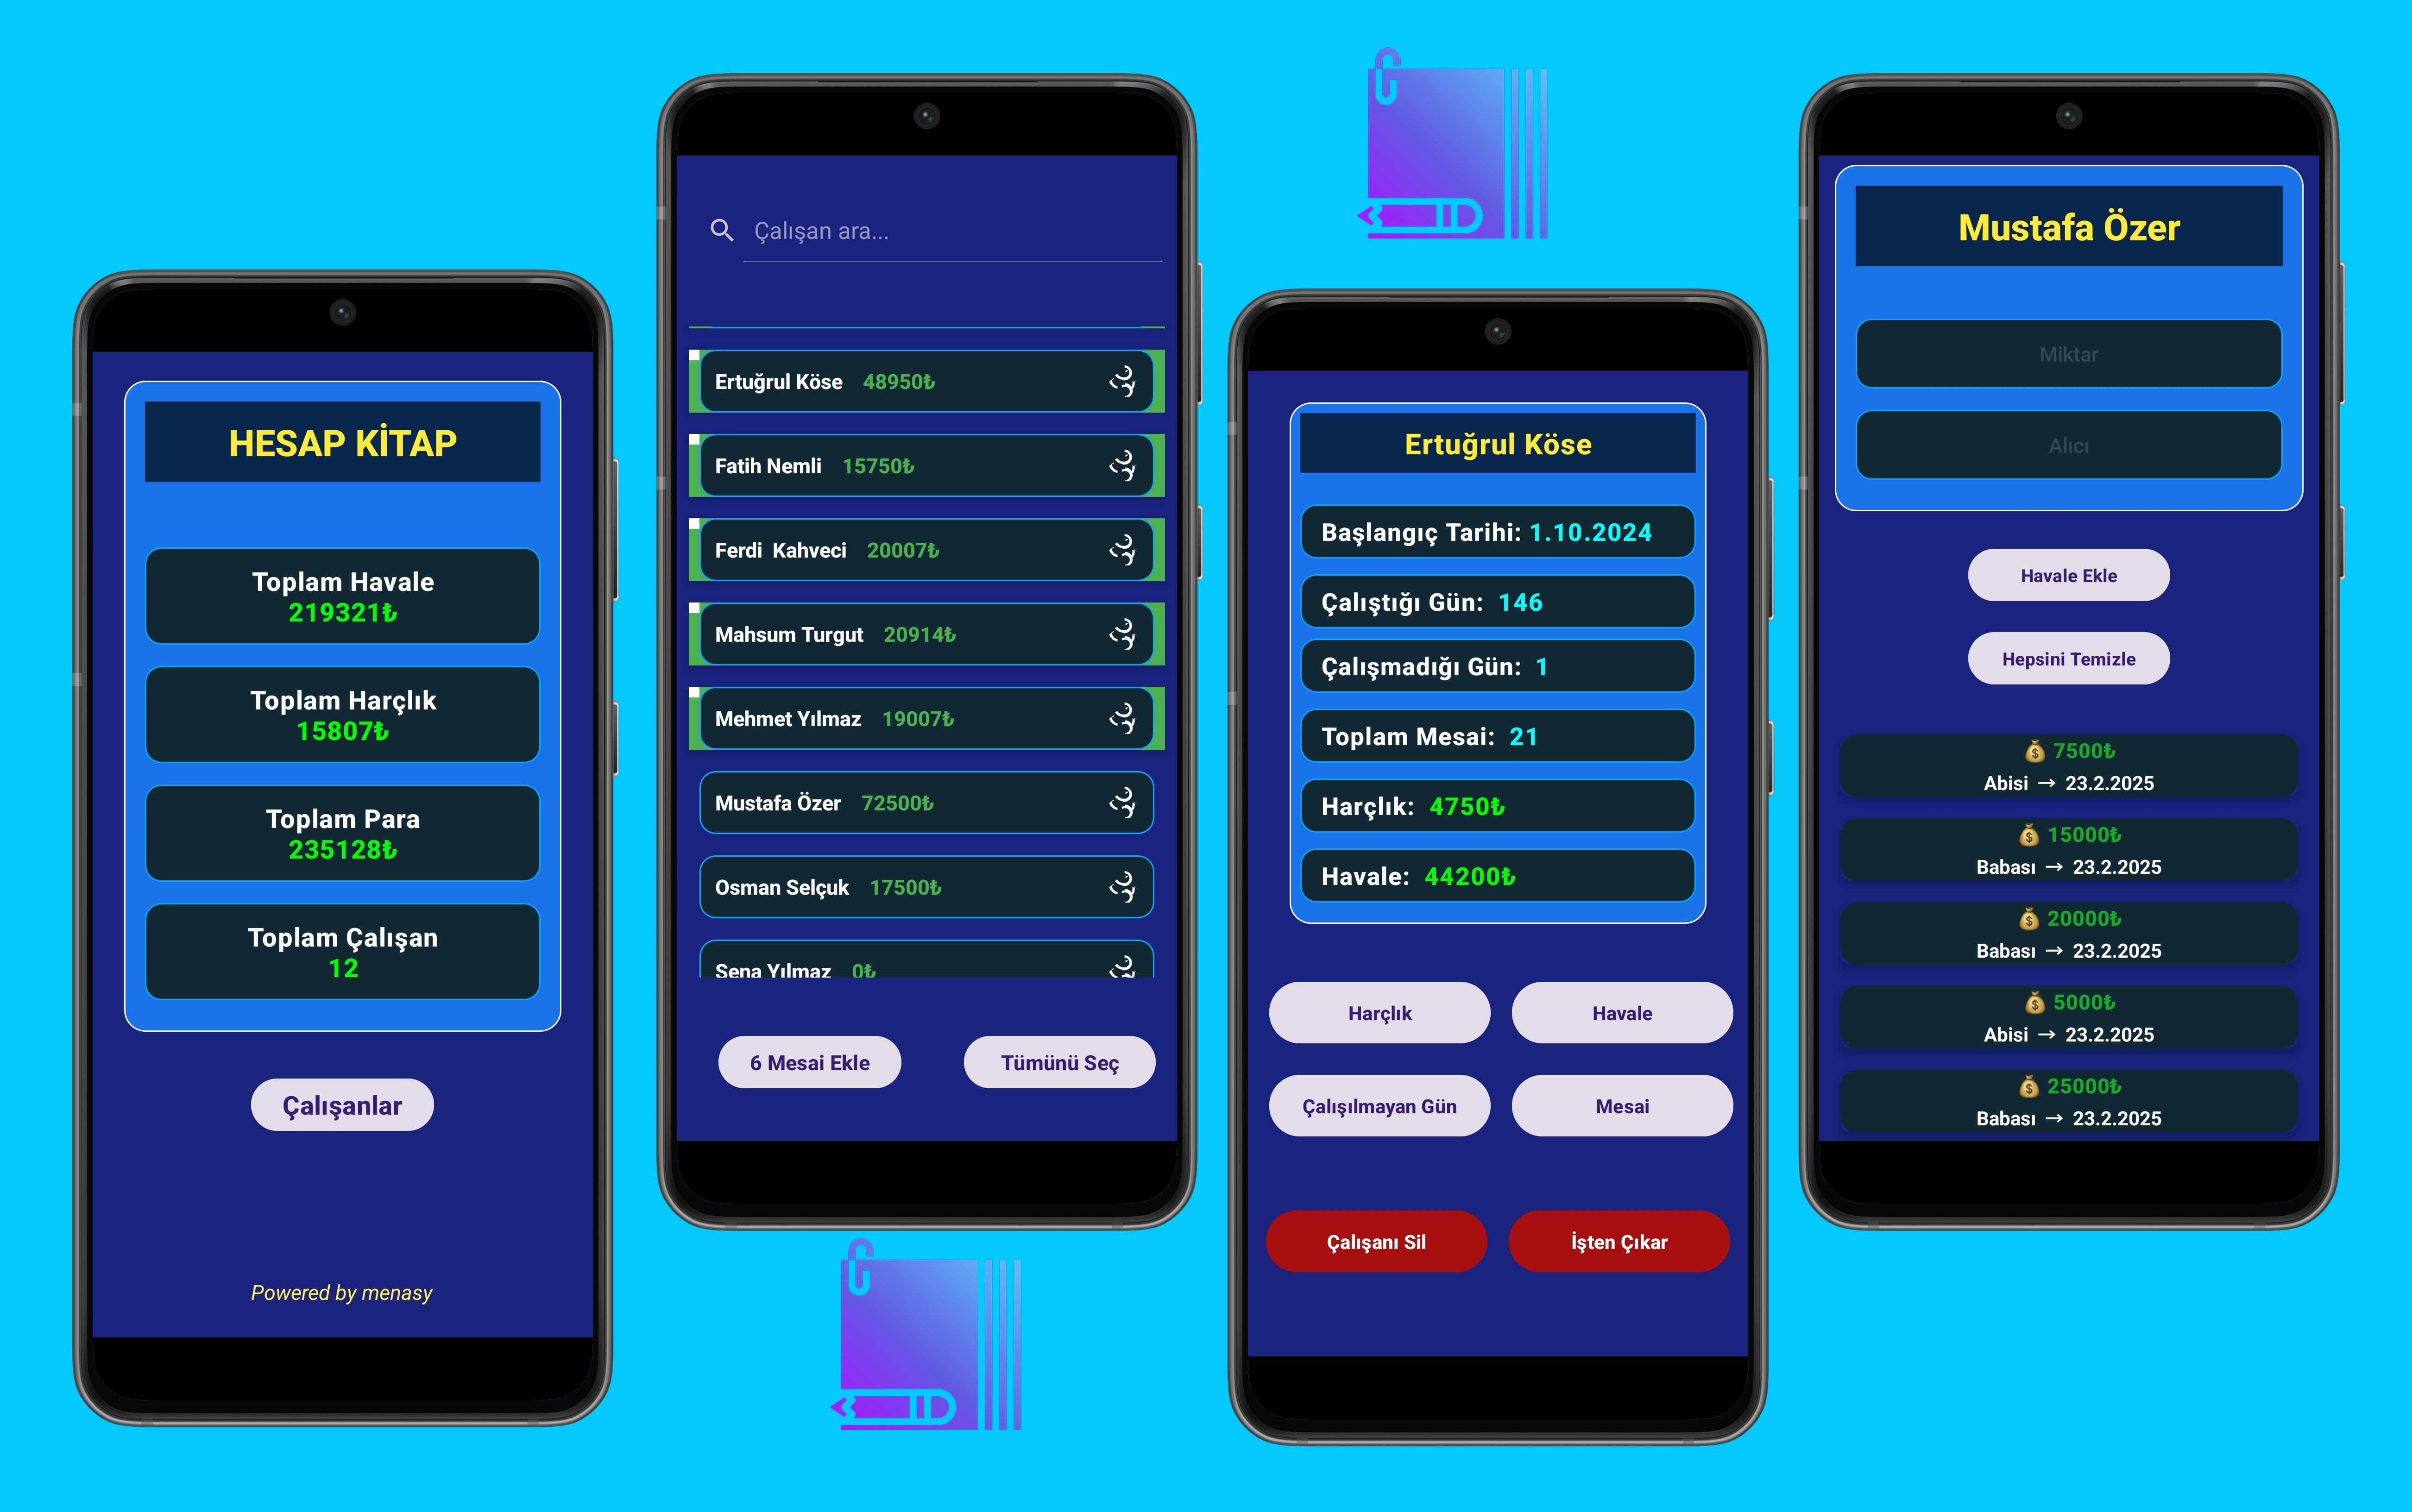 HESAP KİTAP
Toplam Havale
219321₺
Toplam Harçlık
15807₺
Toplam Para
235128₺
Toplam Çalışan
12
Çalışanlar
Powered by menasy
Çalışan ara...
Ertuğrul Köse 48950₺
Fatih Nemli 15750₺
Ferdi Kahveci 20007₺
Mahsum Turgut 20914₺
Mehmet Yılmaz 19007₺
Mustafa Özer 72500₺
Osman Selçuk 17500₺
Sena Yılmaz 0₺
6 Mesai Ekle
Tümünü Seç
Ertuğrul Köse
Başlangıç Tarihi: 1.10.2024
Çalıştığı Gün: 146
Çalışmadığı Gün: 1
Toplam Mesai: 21
Harçlık: 4750₺
Havale: 44200₺
Harçlık
Havale
Çalışılmayan Gün
Mesai
Çalışanı Sil
İşten Çıkar
Mustafa Özer
Miktar
Alıcı
Havale Ekle
Hepsini Temizle
💰 7500₺
Abisi → 23.2.2025
💰 15000₺
Babası → 23.2.2025
💰 20000₺
Babası → 23.2.2025
💰 5000₺
Abisi → 23.2.2025
💰 25000₺
Babası → 23.2.2025